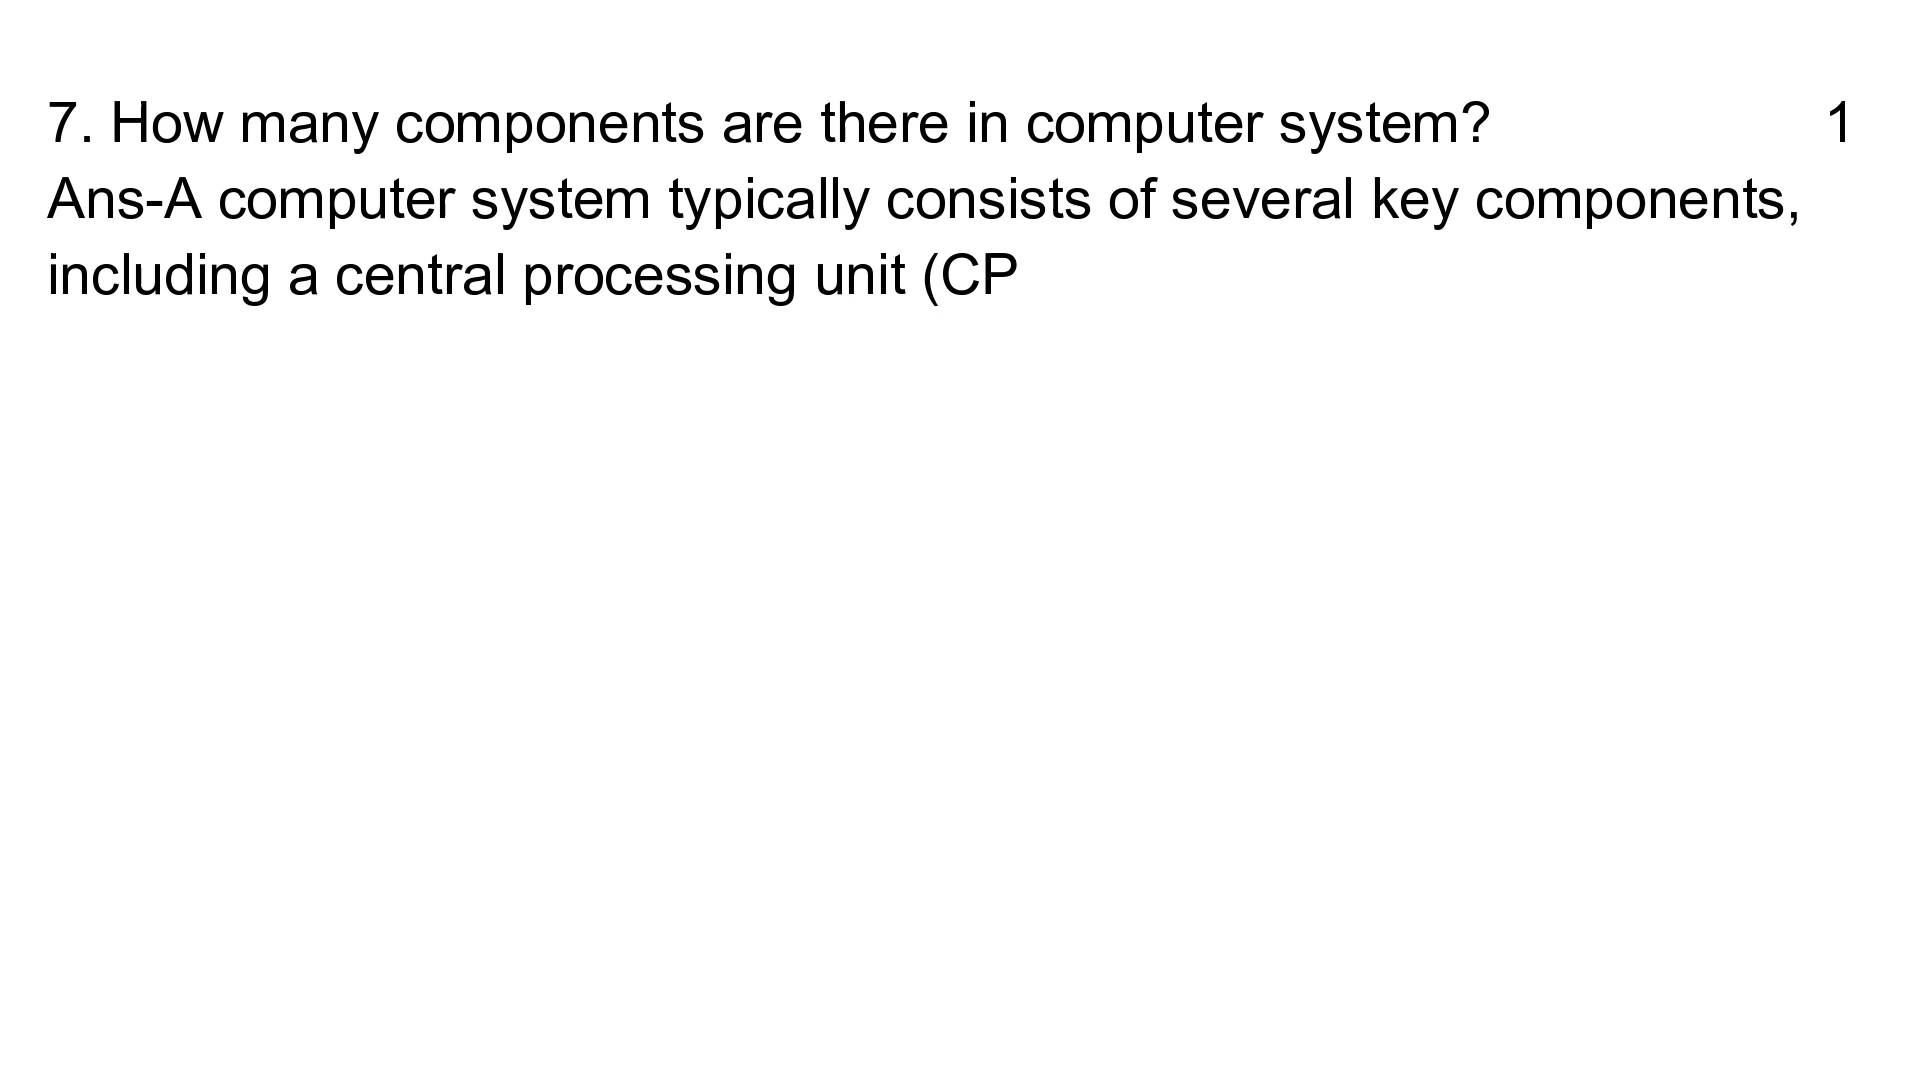 7. How many components are there in computer system? 1
Ans-A computer system typically consists of several key components,
including a central processing unit (CP